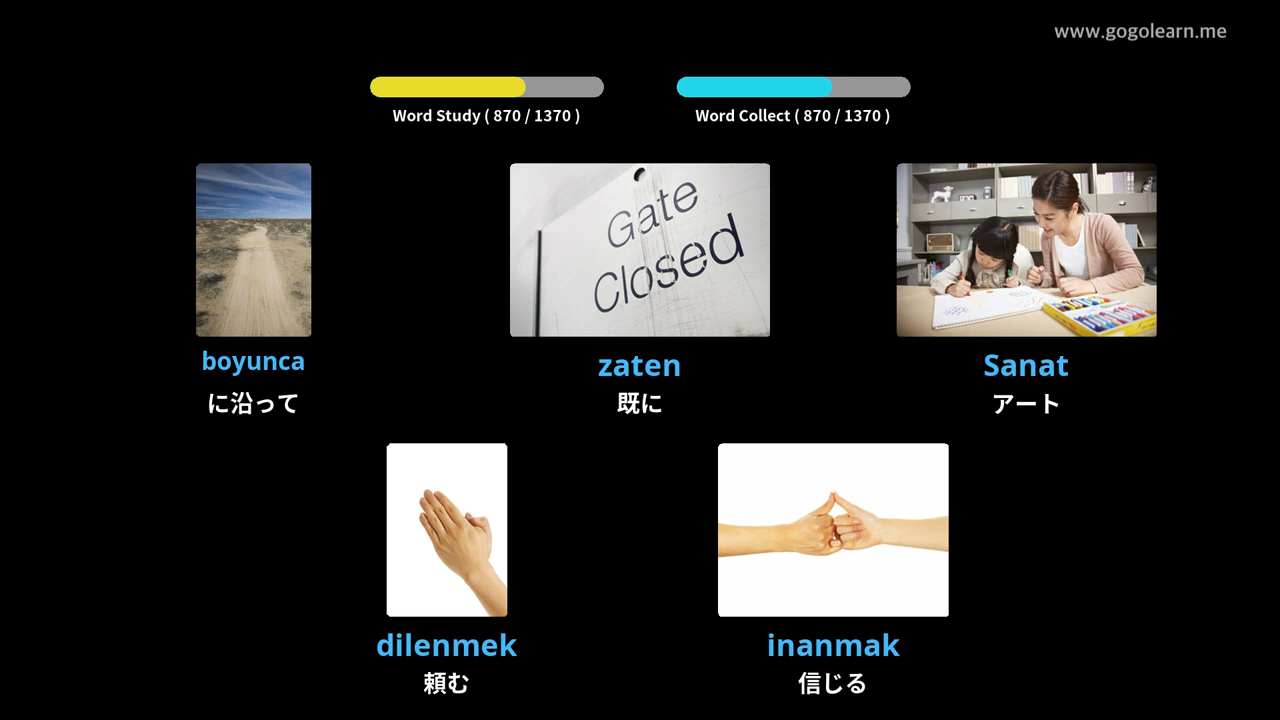 www.gogolearn.me
Word Study ( 870 / 1370 )
Word Collect ( 870 / 1370 )
Gate
Closed
boyunca
に沿って
zaten
既に
Sanat
アート
dilenmek
頼む
inanmak
信じる